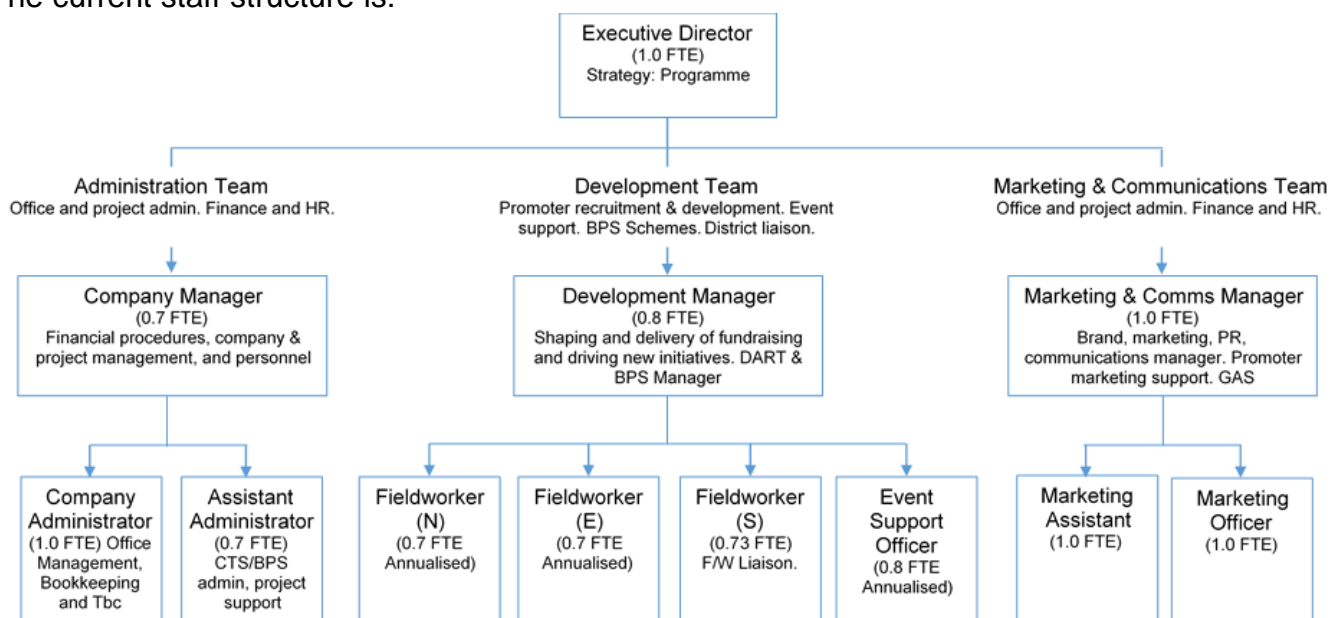 The current staff structure is:
Executive Director
(1.0 FTE)
Strategy: Programme
Administration Team
Office and project admin. Finance and HR.
Development Team
Promoter recruitment & development. Event
support. BPS Schemes. District liaison.
Marketing & Communications Team
Office and project admin. Finance and HR.
Company Manager
(0.7 FTE)
Financial procedures, company &
project management, and personnel
Development Manager
(0.8 FTE)
Shaping and delivery of fundraising
and driving new initiatives. DART &
BPS Manager
Marketing & Comms Manager
(1.0 FTE)
Brand, marketing, PR,
communications manager. Promoter
marketing support. GAS
Company
Administrator
(1.0 FTE) Office
Management,
Bookkeeping
and Tbc
Assistant
Administrator
(0.7 FTE)
CTS/BPS
admin, project
support
Fieldworker
(N)
(0.7 FTE
Annualised)
Fieldworker
(E)
(0.7 FTE
Annualised)
Fieldworker
(S)
(0.73 FTE)
F/W Liaison.
Event
Support
Officer
(0.8 FTE
Annualised)
Marketing
Assistant
(1.0 FTE)
Marketing
Officer
(1.0 FTE)